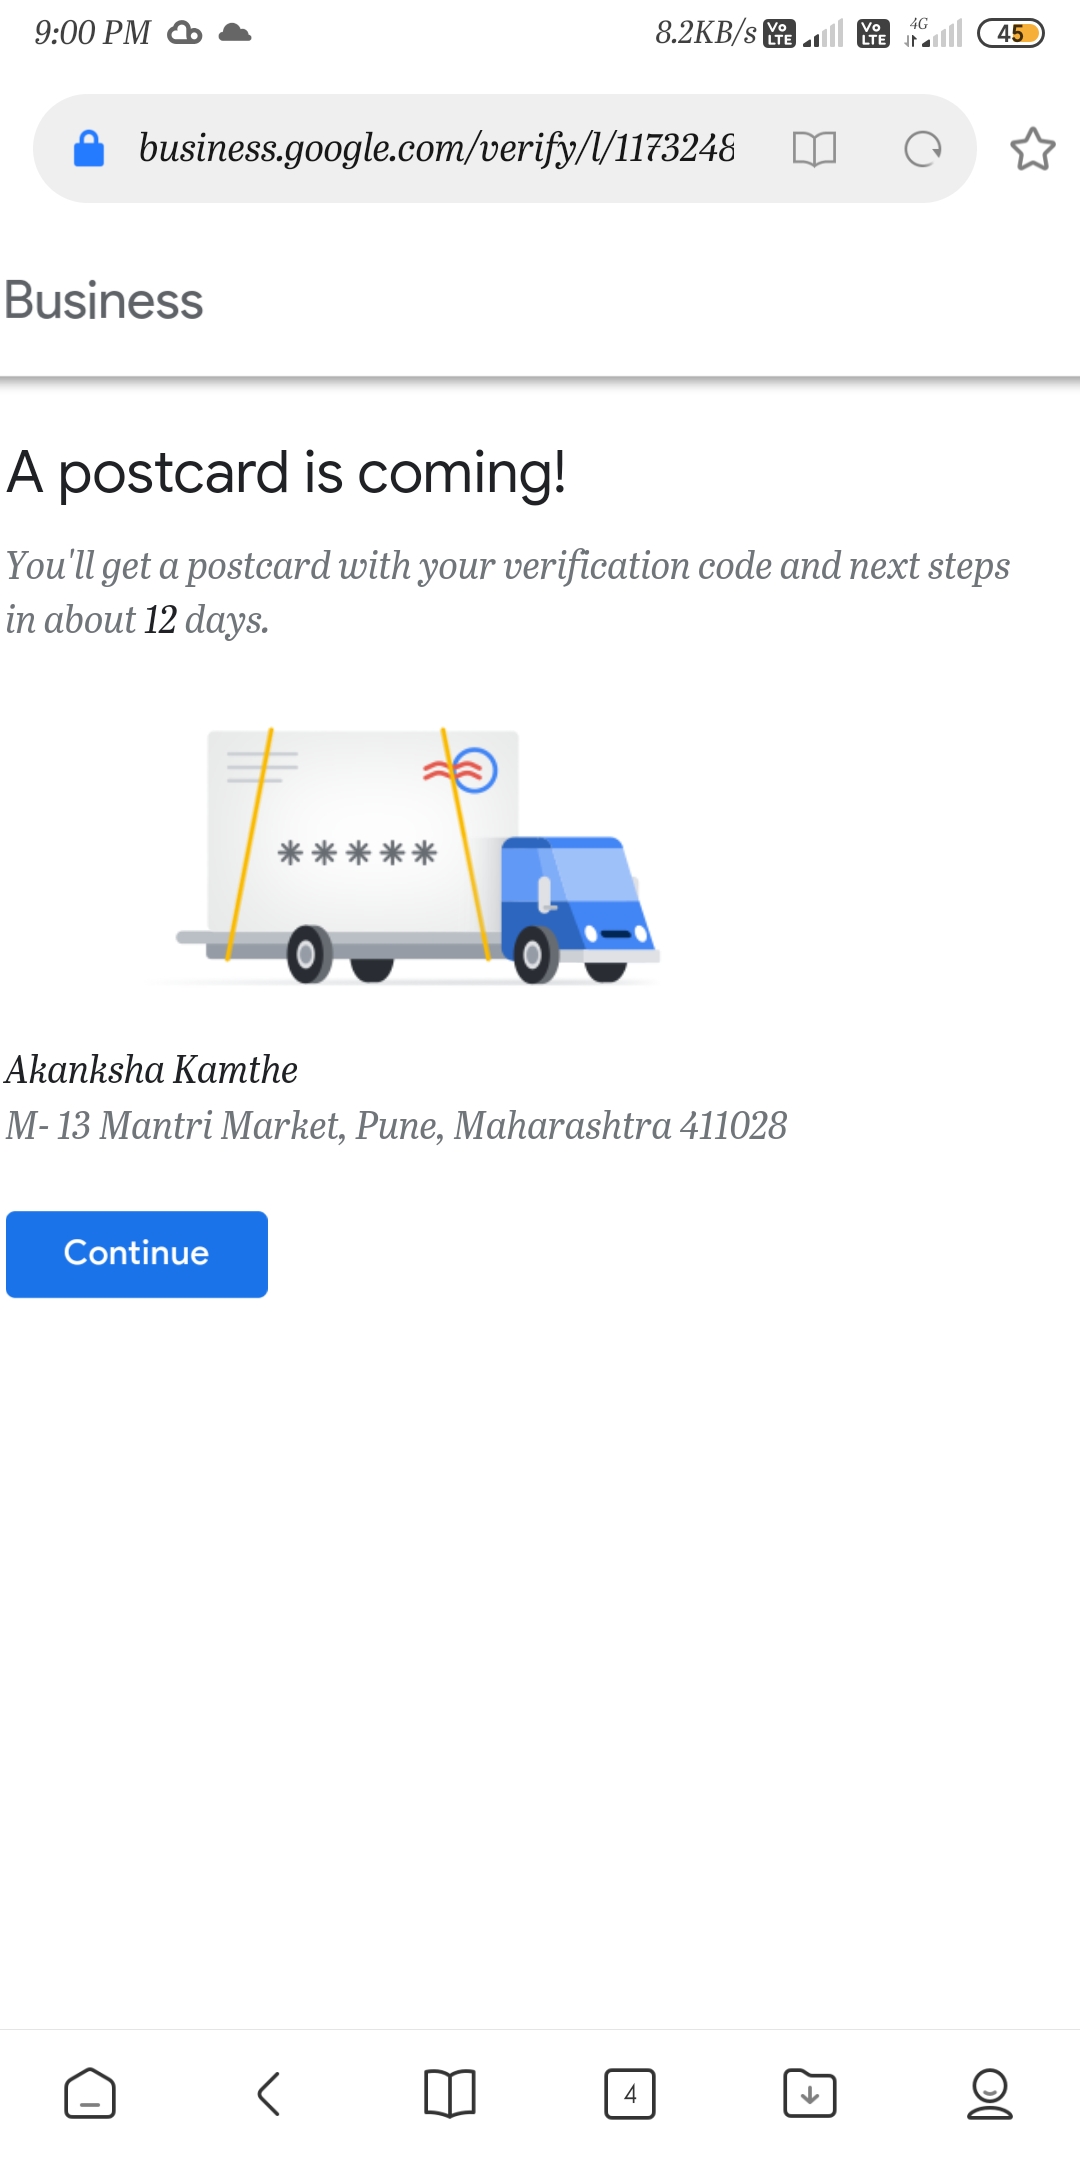 9:00 PM 8.2KB/s Vo LTE Vo LTE 4G 45
business.google.com/verify/l/1173248
Business
A postcard is coming!
You'll get a postcard with your verification code and next steps
in about 12 days.
*****
Akanksha Kamthe
M- 13 Mantri Market, Pune, Maharashtra 411028
Continue
4